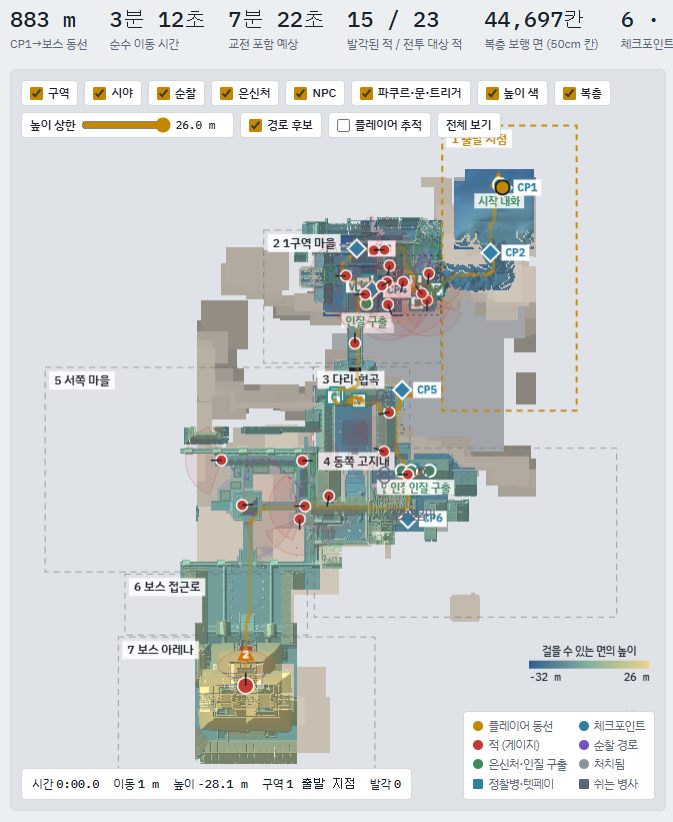 883 m 3분 12초 7분 22초 15 / 23 44,697칸 6 ·
CP1→보스 동선 순수 이동 시간 교전 포함 예상 발각된 적 / 전투 대상 적 복층 보행 면 (50cm 칸) 체크포인트
구역 시야 순찰 은신처 NPC 파쿠르·문·트리거 높이 색 복층
높이 상한 26.0 m 경로 후보 플레이어 추적 전체 보기
1 출발 지점
CP1
시작 대화
2 1구역 마을
CP2
인질 구출
3 다리·협곡
5 서쪽 마을
CP5
4 동쪽 고지내
인질 구출
CP6
6 보스 접근로
2
7 보스 아레나
걸을 수 있는 면의 높이
-32 m 26 m
플레이어 동선 체크포인트
적 (게이지) 순찰 경로
은신처·인질 구출 처치됨
정찰병·텟페이 쉬는 병사
시간 0:00.0 이동 1 m 높이 -28.1 m 구역 1 출발 지점 발각 0